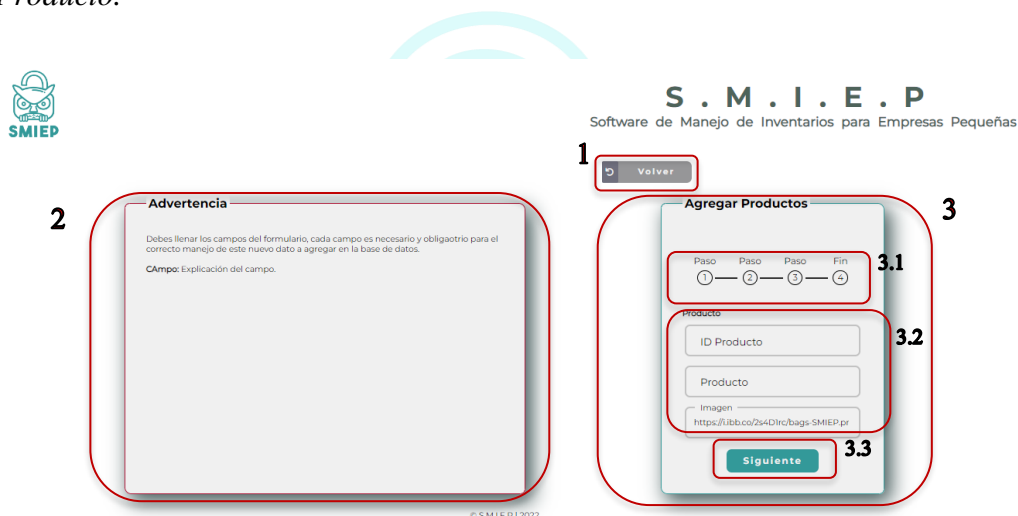 Producto.
SMIEP
S . M . I . E . P
Software de Manejo de Inventarios para Empresas Pequeñas
1
Volver
2
Advertencia
Debes llenar los campos del formulario, cada campo es necesario y obligaotrio para el
correcto manejo de este nuevo dato a agregar en la base de datos.
CAmpo: Explicación del campo.
3
Agregar Productos
Paso Paso Paso Fin
1 2 3 4
3.1
Producto
3.2
ID Producto
Producto
Imagen
https://i.ibb.co/2s4D1rc/bags-SMIEP.pr
3.3
Siguiente
© S M I E P | 2022